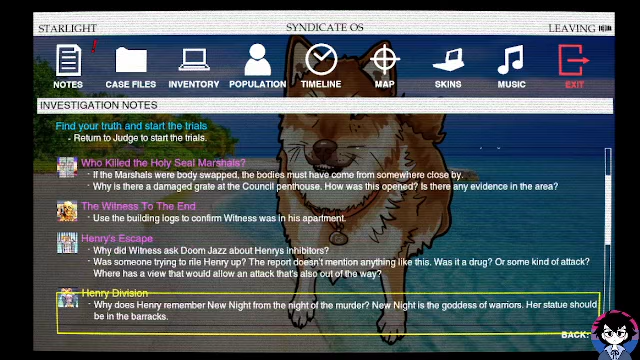 STARLIGHT
SYNDICATE OS
LEAVING
NOTES
CASE FILES
INVENTORY
POPULATION
TIMELINE
MAP
SKINS
MUSIC
EXIT
INVESTIGATION NOTES
Find your truth and start the trials
- Return to Judge to start the trials.
Who Killed the Holy Seal Marshals?
- If the Marshals were body swapped, the bodies must have come from somewhere close by.
- Why is there a damaged grate at the Council penthouse. How was this opened? Is there any evidence in the area?
The Witness To The End
- Use the building logs to confirm Witness was in his apartment.
Henry's Escape
- Why did Witness ask Doom Jazz about Henrys inhibitors?
- Was someone trying to rile Henry up? The report doesn't mention anything like this. Was it a drug? Or some kind of attack?
Where has a view that would allow an attack that's also out of the way?
Henry Division
- Why does Henry remember New Night from the night of the murder? New Night is the goddess of warriors. Her statue should
be in the barracks.
BACK: